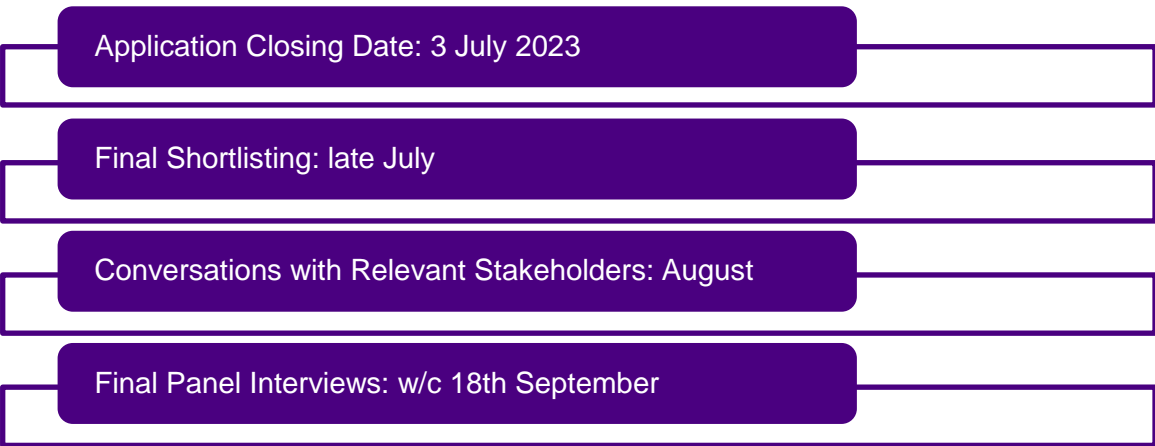 Application Closing Date: 3 July 2023
Final Shortlisting: late July
Conversations with Relevant Stakeholders: August
Final Panel Interviews: w/c 18th September